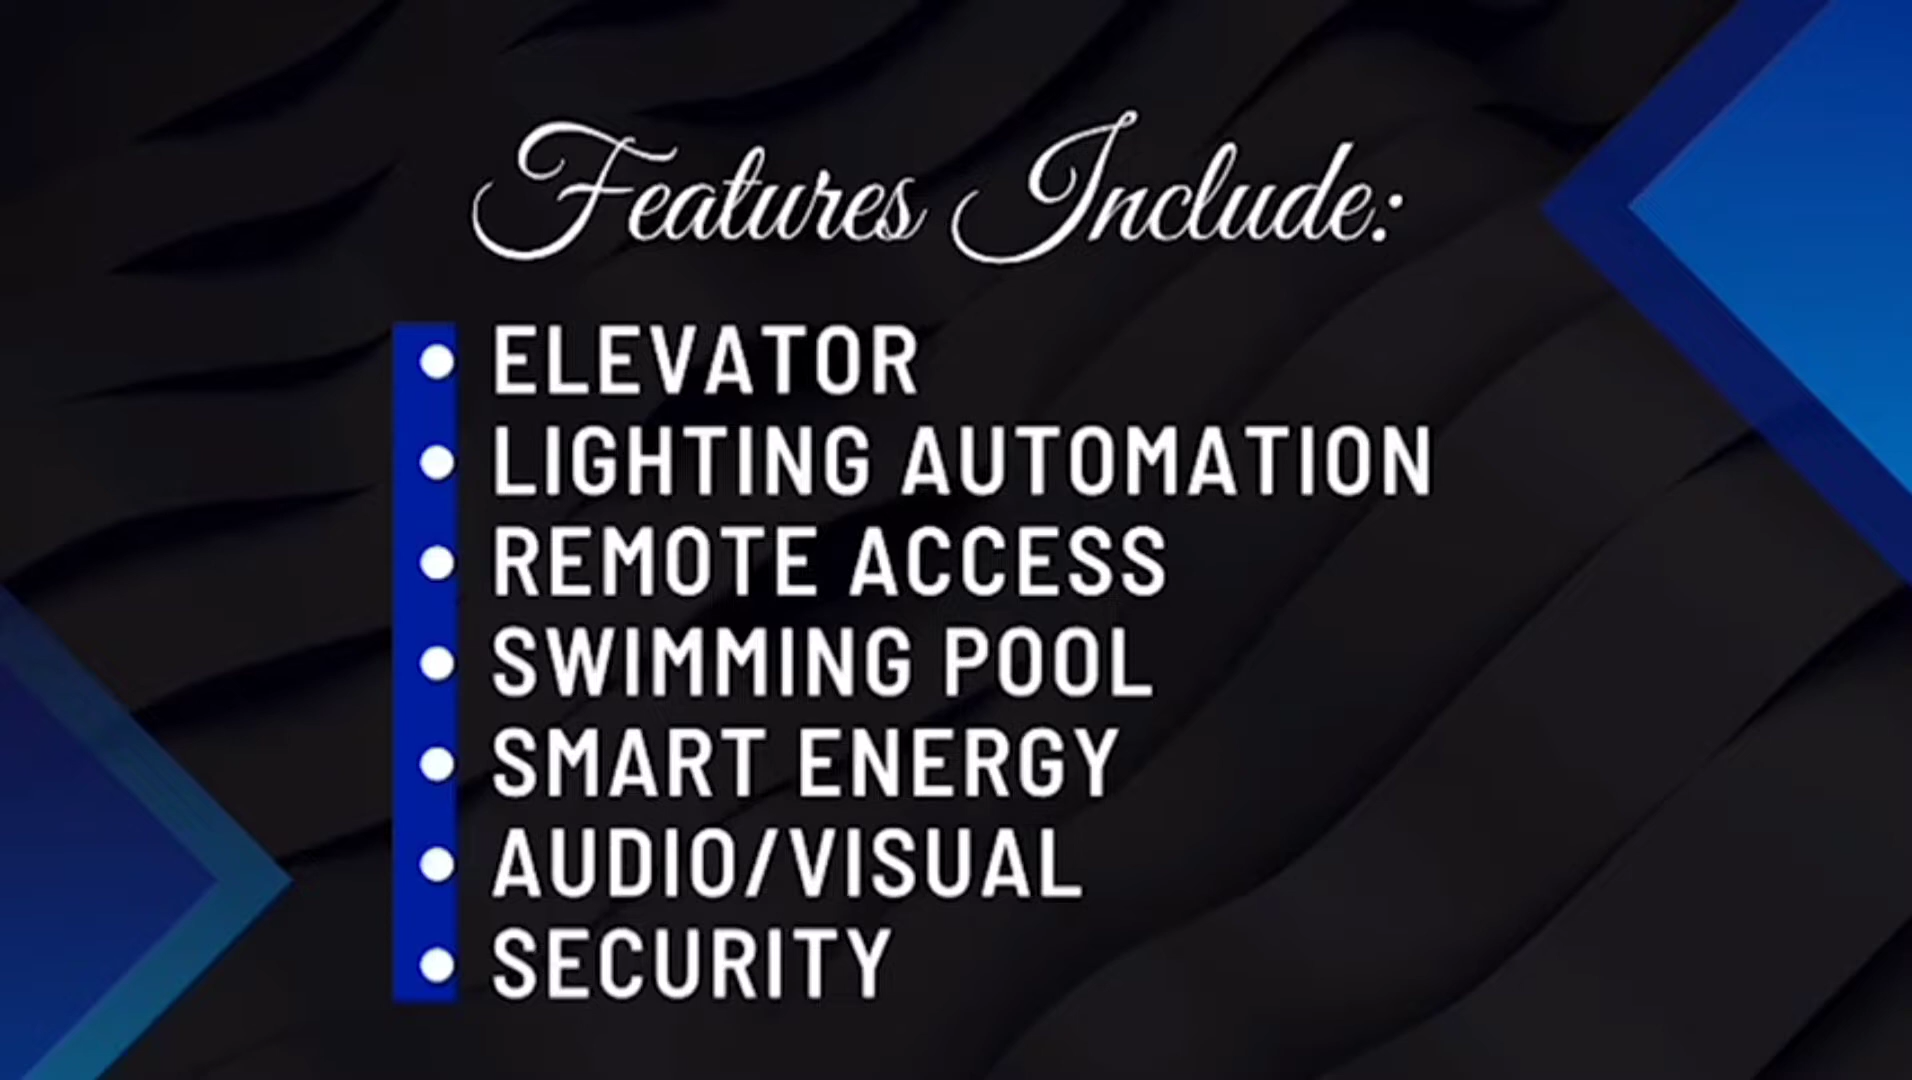 Features Include:
• ELEVATOR
• LIGHTING AUTOMATION
• REMOTE ACCESS
• SWIMMING POOL
• SMART ENERGY
• AUDIO/VISUAL
• SECURITY